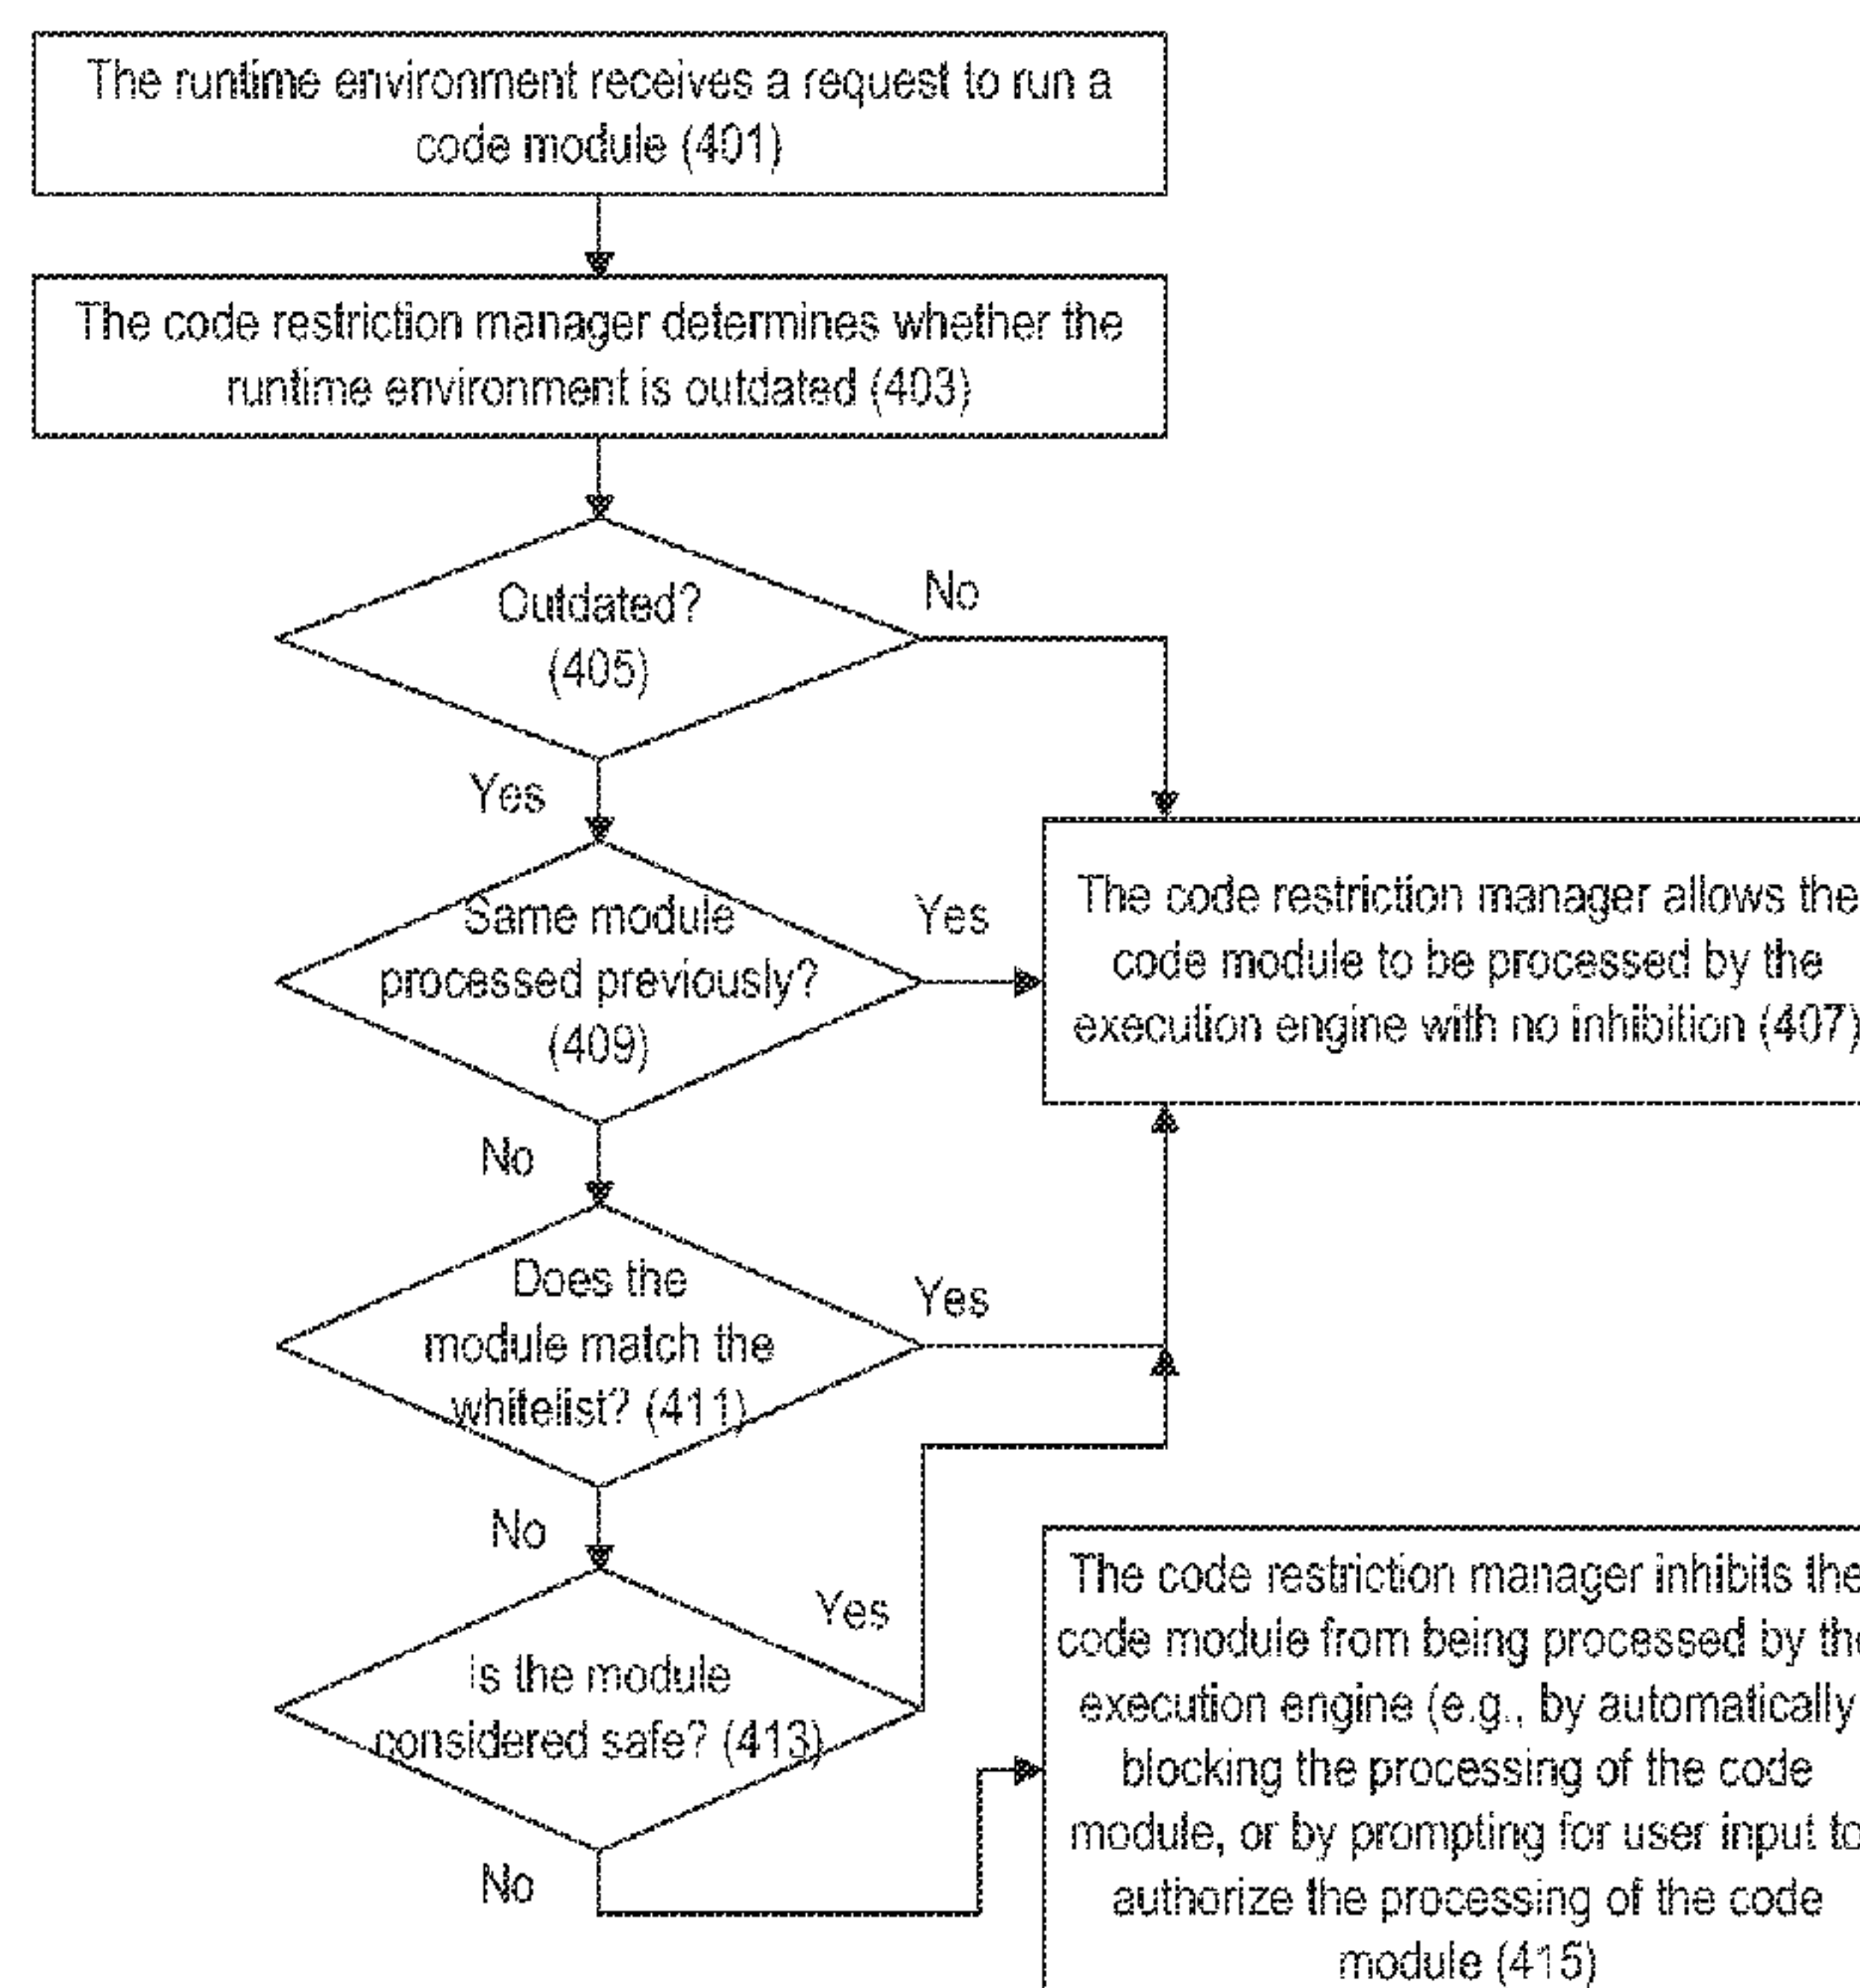 The runtime environment receives a request to run a
code module (401)
The code restriction manager determines whether the
runtime environment is outdated (403)
Outdated?
(405)
No
Yes
Same module
processed previously?
(409)
Yes
The code restriction manager allows the
code module to be processed by the
execution engine with no inhibition (407)
No
Does the
module match the
whitelist? (411)
Yes
No
Is the module
considered safe? (413)
Yes
No
The code restriction manager inhibits the
code module from being processed by the
execution engine (e.g., by automatically
blocking the processing of the code
module, or by prompting for user input to
authorize the processing of the code
module (415)